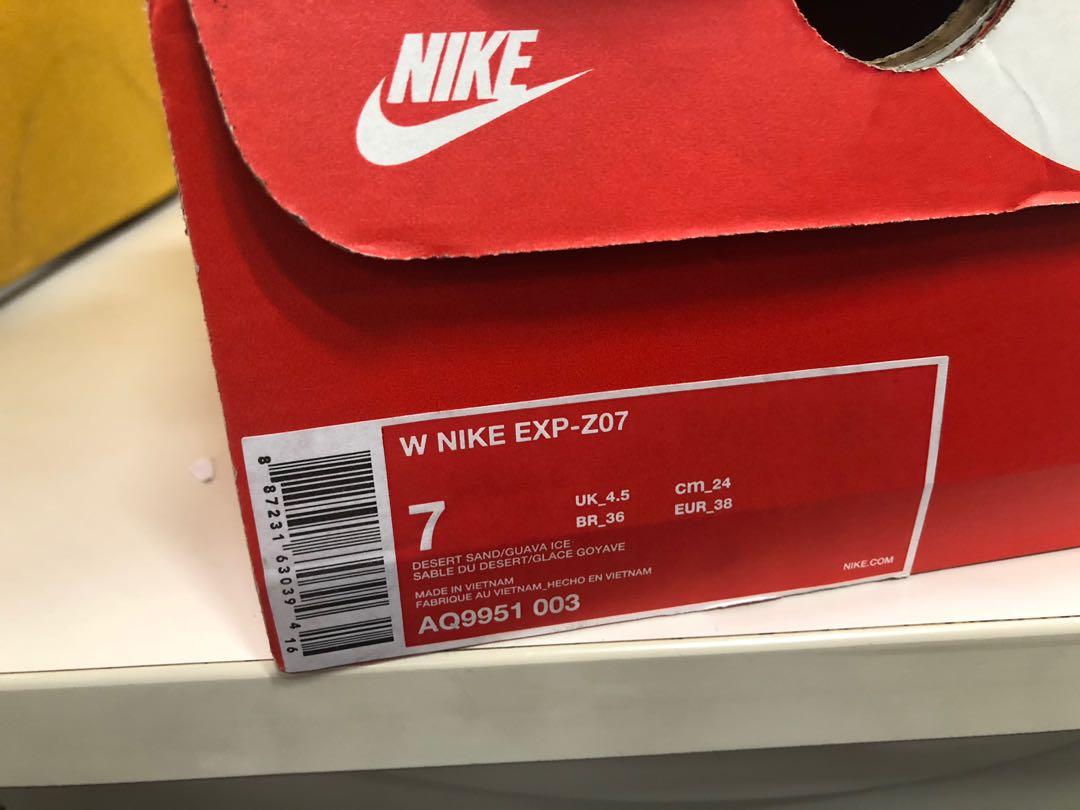 NIKE
W NIKE EXP-Z07
7
UK_4.5 cm_24
BR_36 EUR_38
DESERT SAND/GUAVA ICE
SABLE DU DESERT/GLACE GOYAVE
MADE IN VIETNAM
FABRIQUE AU VIETNAM_HECHO EN VIETNAM
AQ9951 003
NIKE.COM
8 87231 63039 4 16